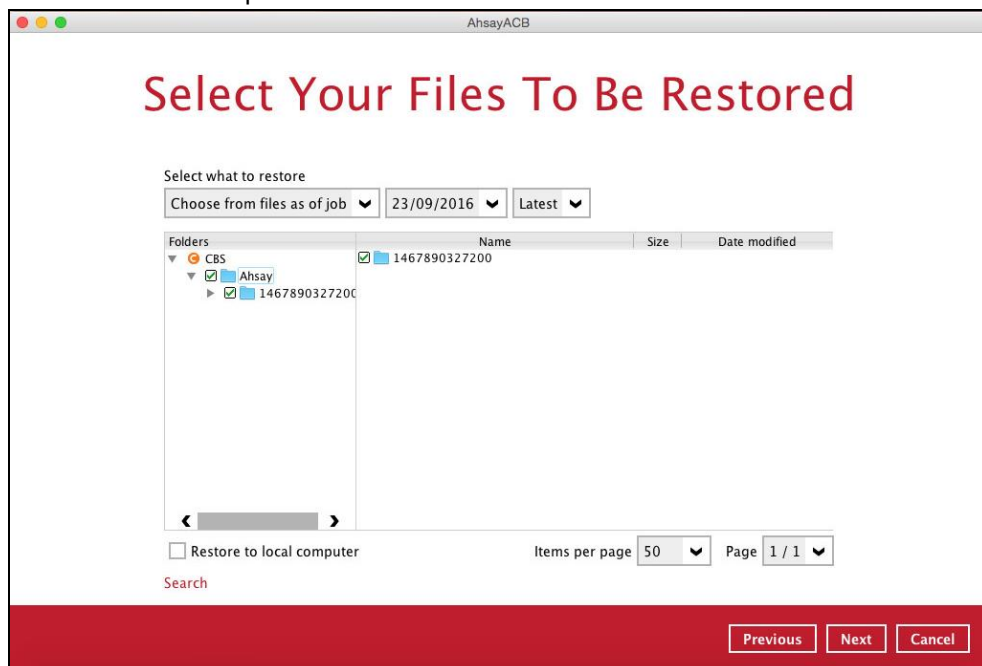 AhsayACB
Select Your Files To Be Restored
Select what to restore
Choose from files as of job 23/09/2016 Latest
Folders Name Size Date modified
CBS 1467890327200
Ahsay
1467890327200
Restore to local computer Items per page 50 Page 1 / 1
Search
Previous Next Cancel